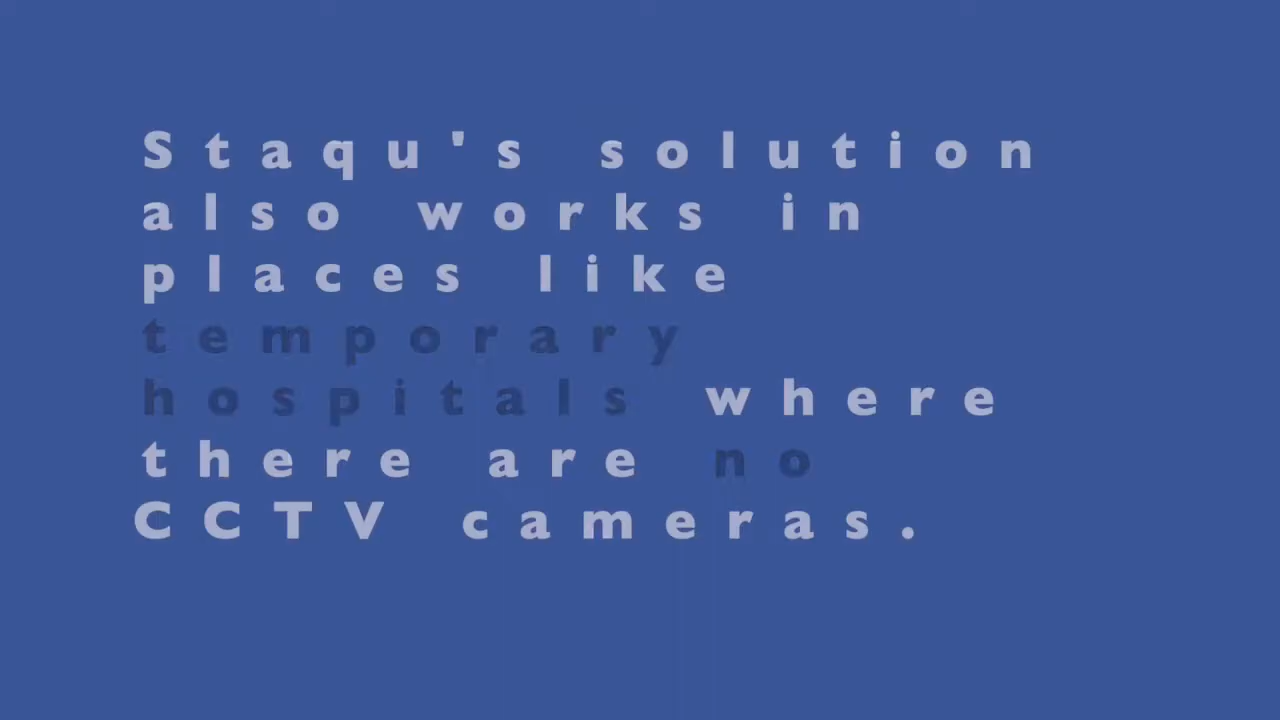 Staqu's solution
also works in
places like
temporary
hospitals where
there are no
CCTV cameras.